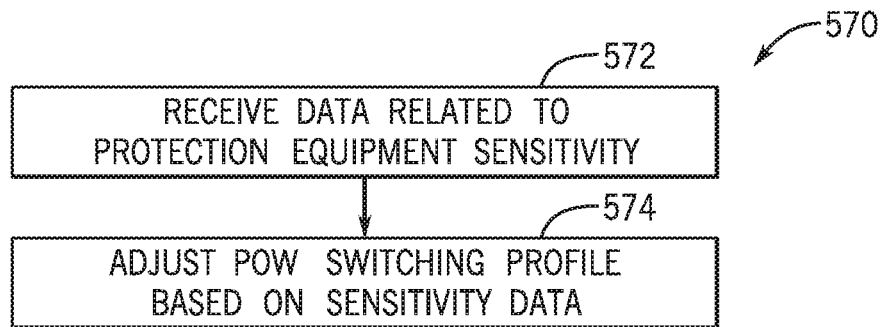 570
572
RECEIVE DATA RELATED TO
PROTECTION EQUIPMENT SENSITIVITY
574
ADJUST POW SWITCHING PROFILE
BASED ON SENSITIVITY DATA